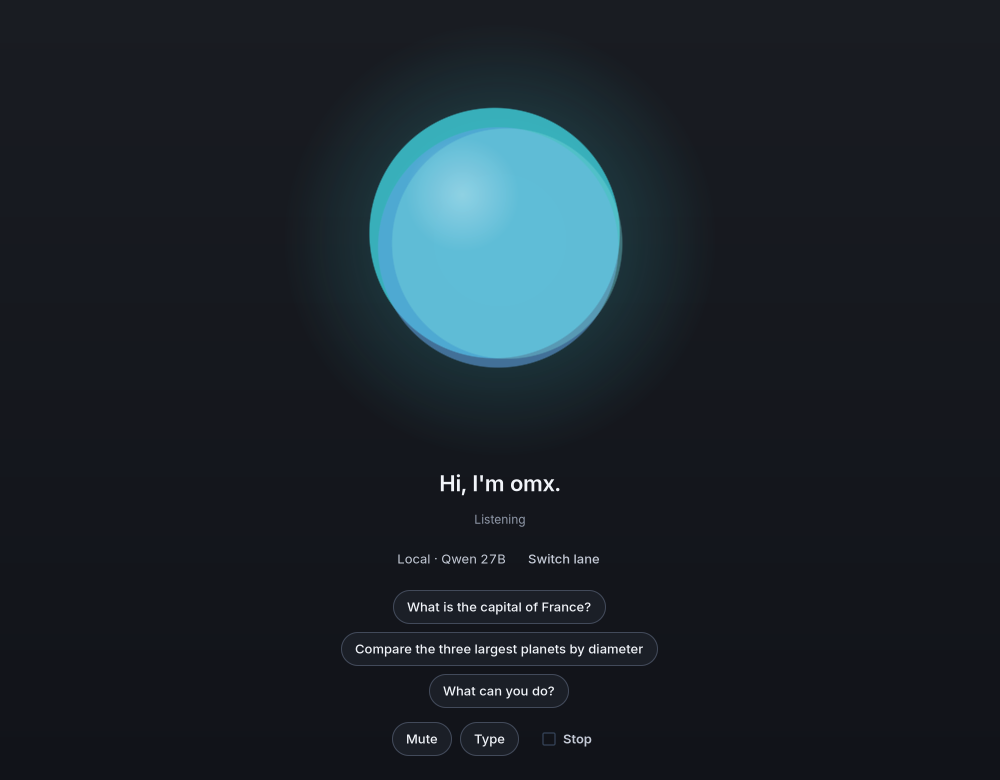 Hi, I'm omx.
Listening
Local · Qwen 27B Switch lane
What is the capital of France?
Compare the three largest planets by diameter
What can you do?
Mute Type Stop